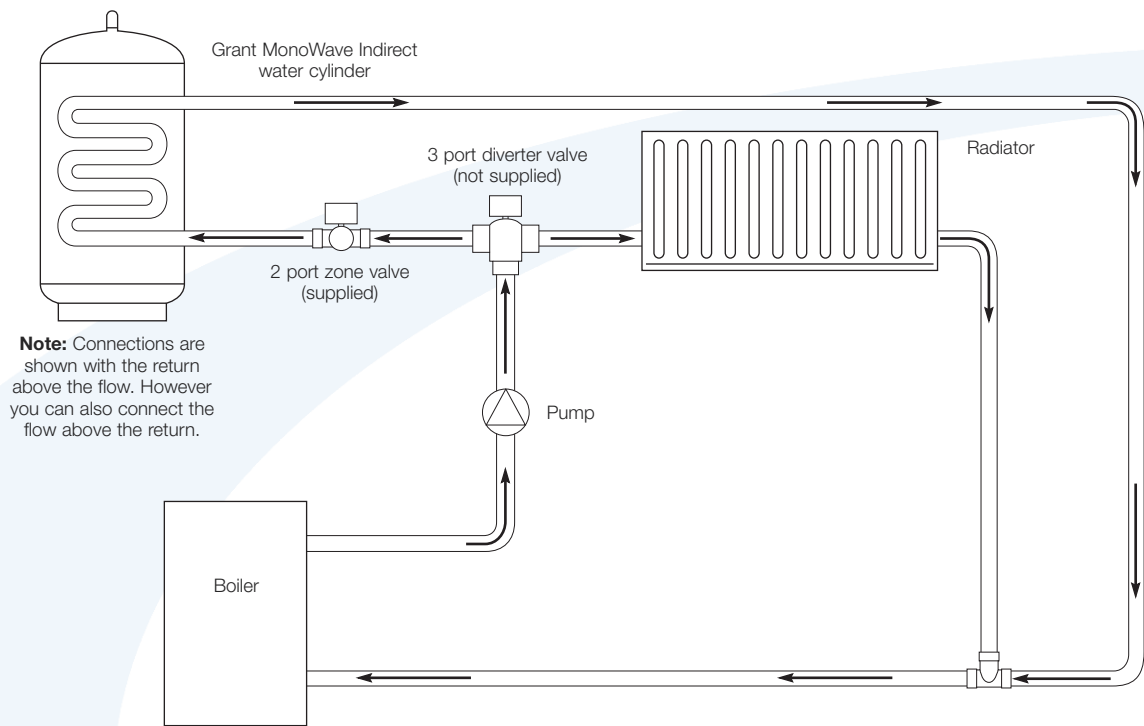 Grant MonoWave Indirect
water cylinder
3 port diverter valve
(not supplied)
Radiator
2 port zone valve
(supplied)
Note: Connections are
shown with the return
above the flow. However
you can also connect the
flow above the return.
Pump
Boiler